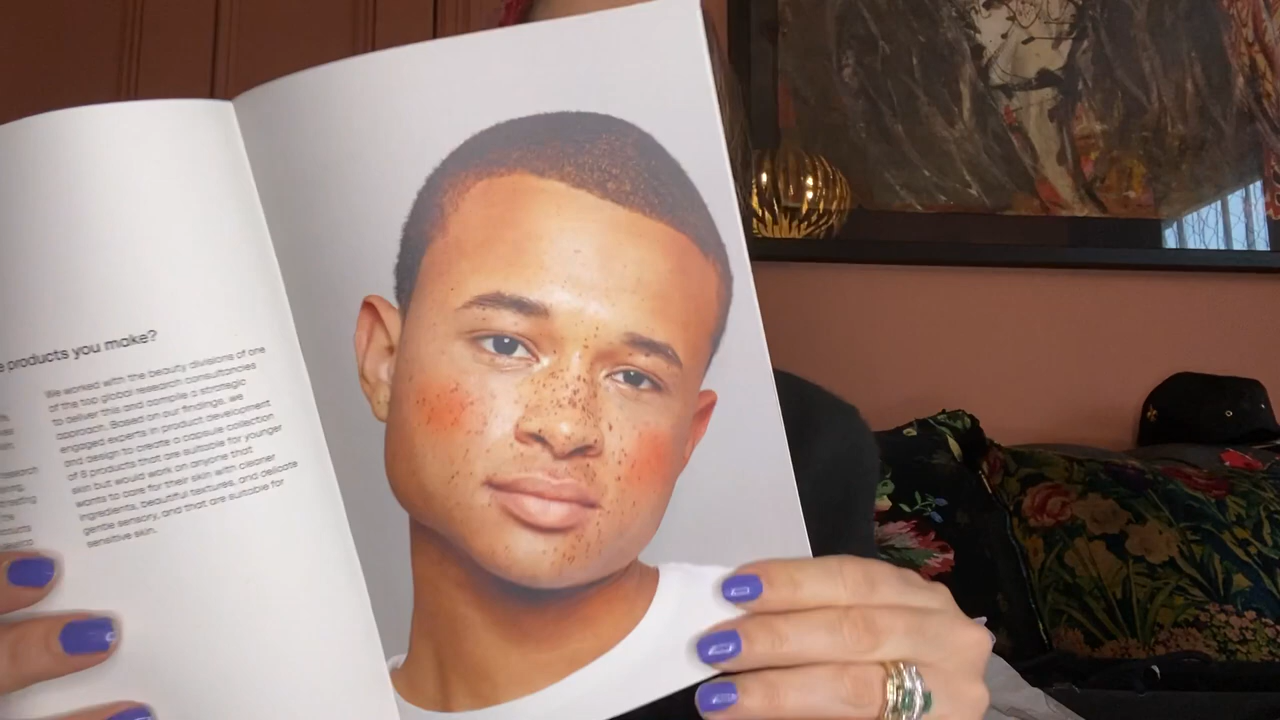 e products you make?
We worked with the beauty divisions of one
of the top global research consultancies
to deliver this and compile a strategic
approach. Based on our findings, we
engaged experts in product development
and design to create a capsule collection
of 8 products that are suitable for younger
skin but would work on anyone that
wants to care for their skin with cleaner
ingredients, beautiful textures, and delicate
gentle sensory, and that are suitable for
sensitive skin.